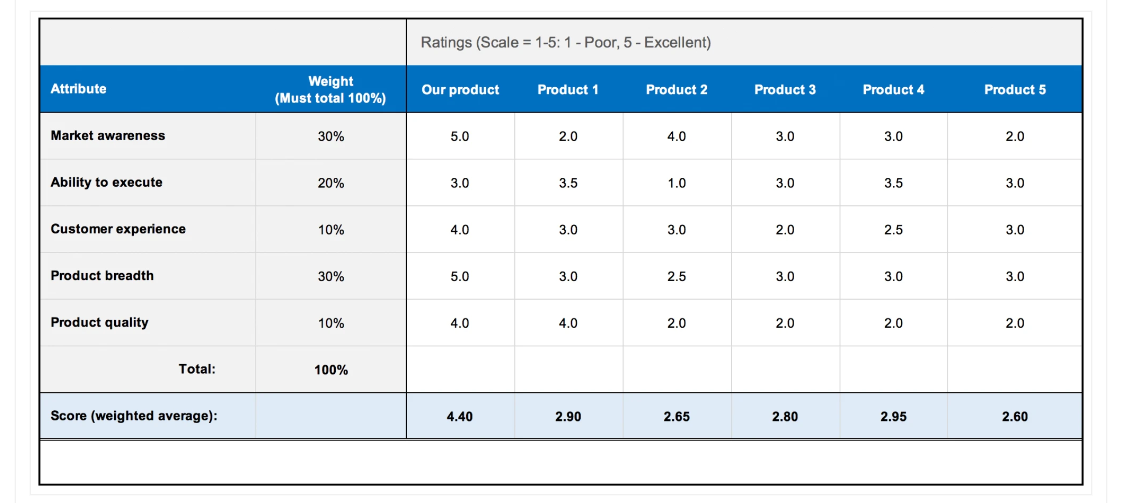 Ratings (Scale = 1-5: 1 - Poor, 5 - Excellent)
Attribute Weight (Must total 100%) Our product Product 1 Product 2 Product 3 Product 4 Product 5
Market awareness 30% 5.0 2.0 4.0 3.0 3.0 2.0
Ability to execute 20% 3.0 3.5 1.0 3.0 3.5 3.0
Customer experience 10% 4.0 3.0 3.0 2.0 2.5 3.0
Product breadth 30% 5.0 3.0 2.5 3.0 3.0 3.0
Product quality 10% 4.0 4.0 2.0 2.0 2.0 2.0
Total: 100%
Score (weighted average): 4.40 2.90 2.65 2.80 2.95 2.60